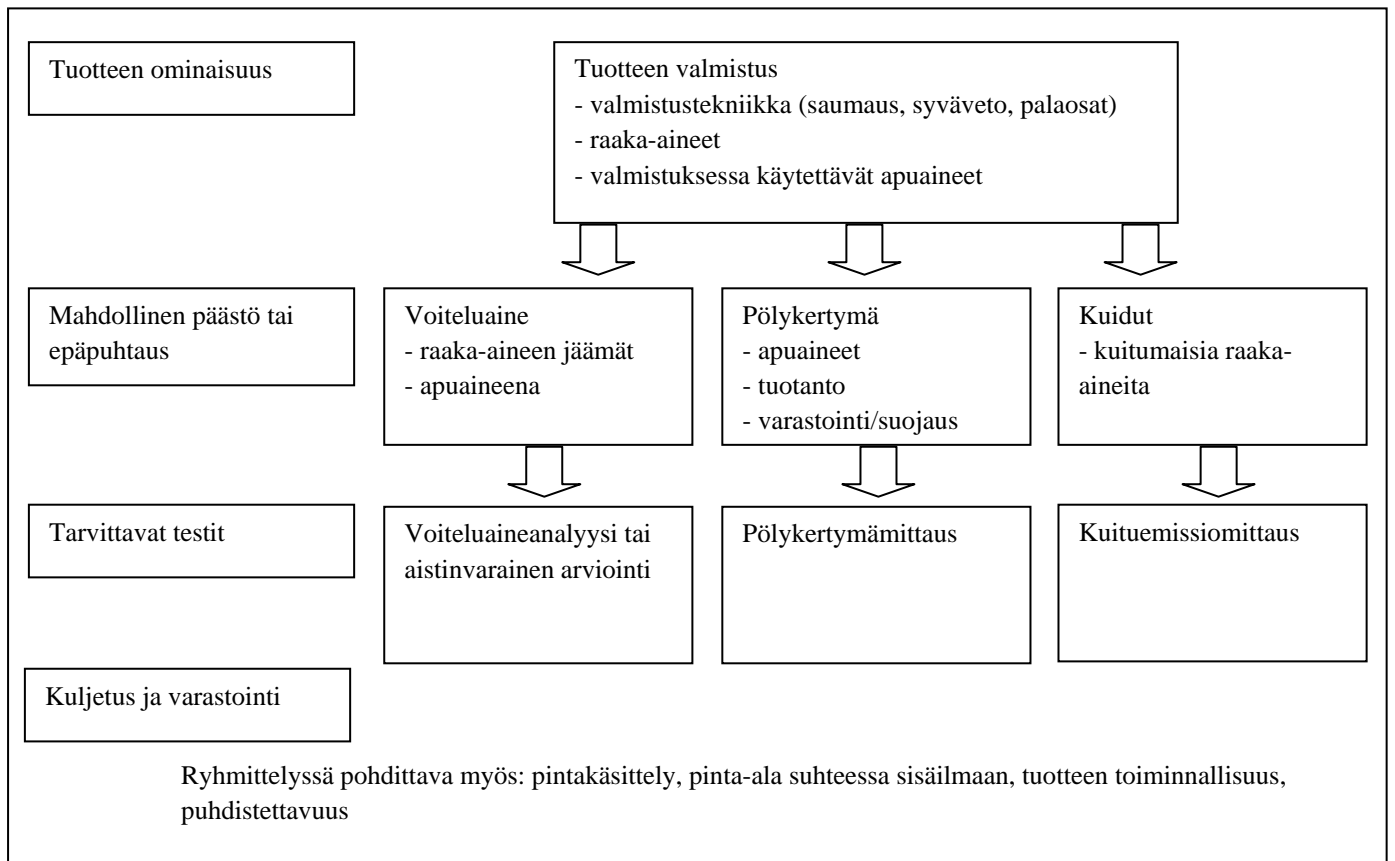 Tuotteen ominaisuus
Tuotteen valmistus
- valmistustekniikka (saumaus, syväveto, palaosat)
- raaka-aineet
- valmistuksessa käytettävät apuaineet
Mahdollinen päästö tai
epäpuhtaus
Voiteluaine
- raaka-aineen jäämät
- apuaineena
Pölykertymä
- apuaineet
- tuotanto
- varastointi/suojaus
Kuidut
- kuitumaisia raaka-
aineita
Tarvittavat testit
Voiteluaineanalyysi tai
aistinvarainen arviointi
Pölykertymämittaus
Kuituemissiomittaus
Kuljetus ja varastointi
Ryhmittelyssä pohdittava myös: pintakäsittely, pinta-ala suhteessa sisäilmaan, tuotteen toiminnallisuus,
puhdistettavuus